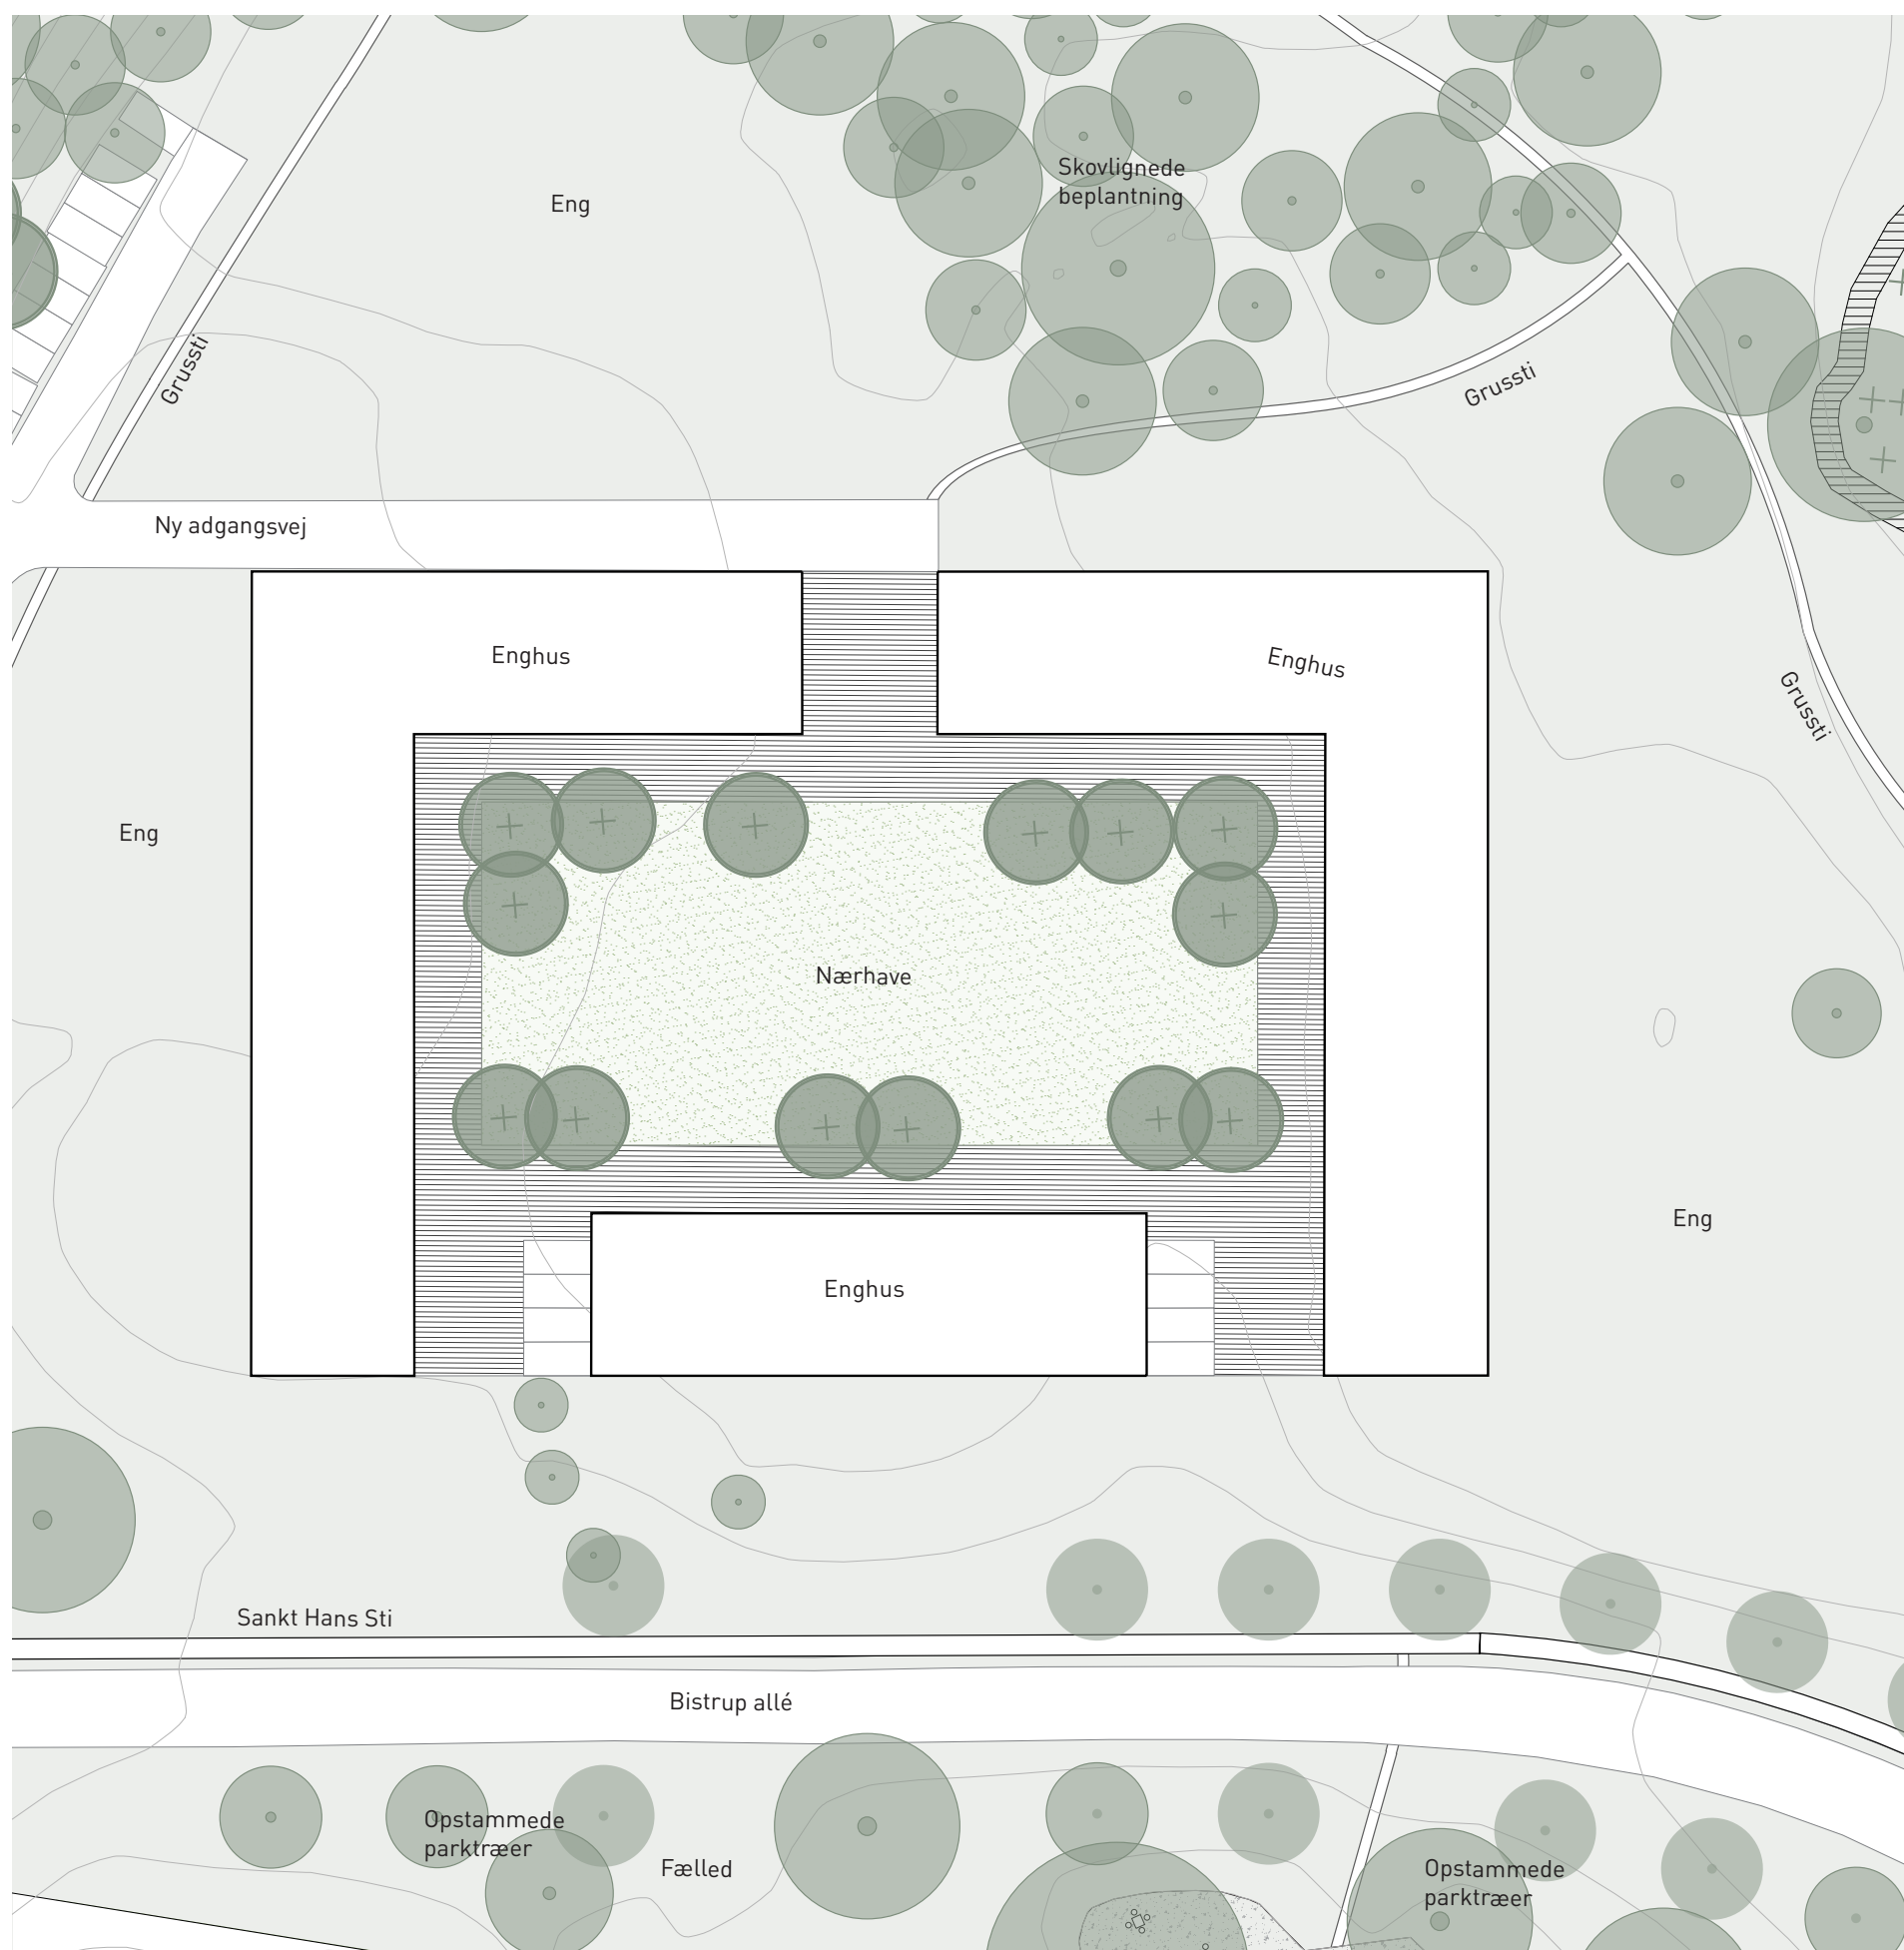 Skovlignede
beplantning
Eng
Grussti
Grussti
Ny adgangsvej
Enghus
Enghus
Grussti
Eng
Nærhave
Eng
Enghus
Sankt Hans Sti
Bistrup allé
Opstammede
parktræer
Fælled
Opstammede
parktræer